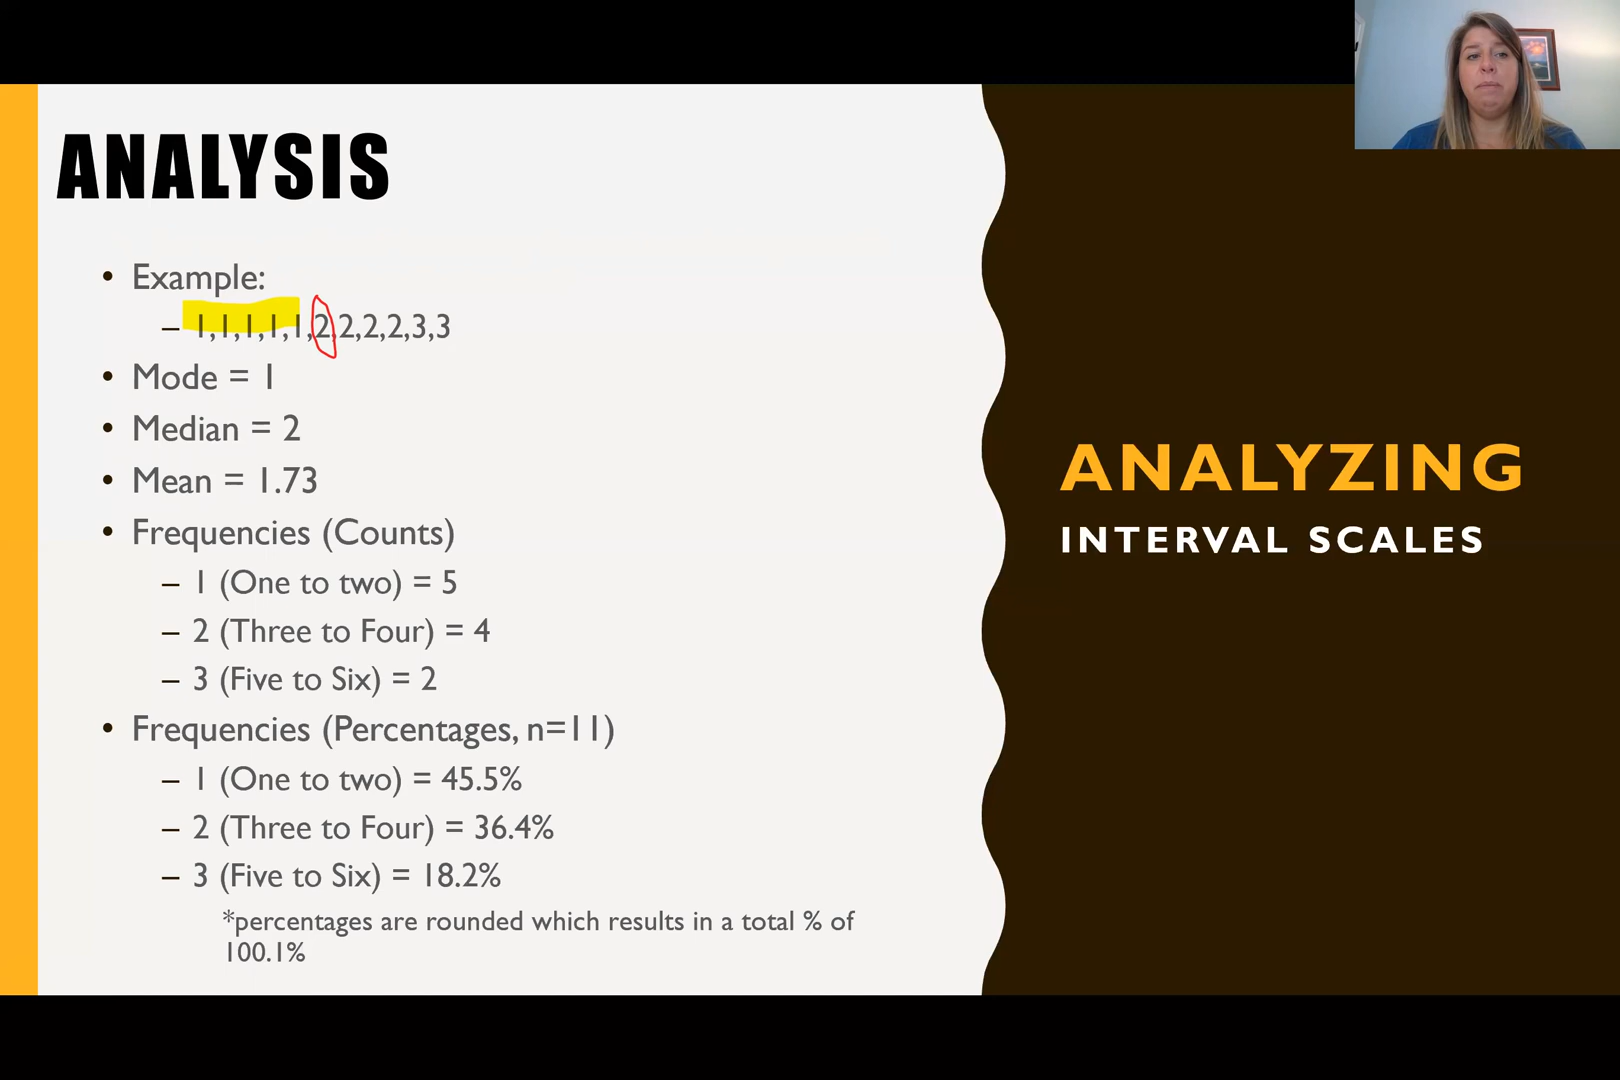 ANALYSIS
• Example:
– 1,1,1,1,1,2,2,2,2,3,3
• Mode = 1
• Median = 2
• Mean = 1.73
• Frequencies (Counts)
– 1 (One to two) = 5
– 2 (Three to Four) = 4
– 3 (Five to Six) = 2
• Frequencies (Percentages, n=11)
– 1 (One to two) = 45.5%
– 2 (Three to Four) = 36.4%
– 3 (Five to Six) = 18.2%
*percentages are rounded which results in a total % of
100.1%
ANALYZING
INTERVAL SCALES